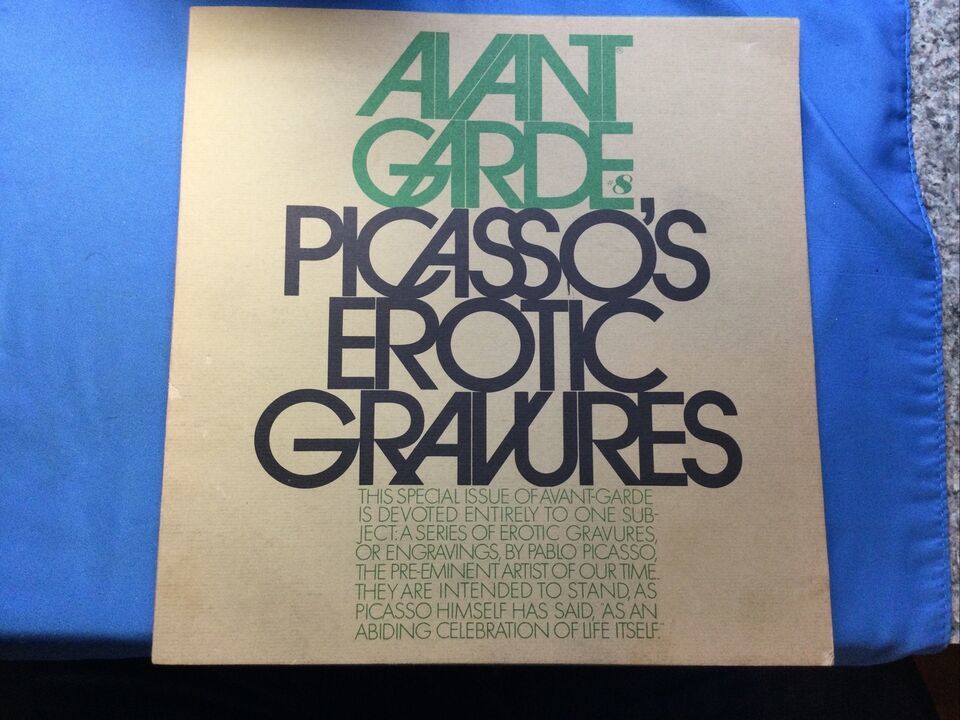 AVANT
GARDE #8
PICASSO'S
EROTIC
GRAVURES
THIS SPECIAL ISSUE OF AVANT-GARDE
IS DEVOTED ENTIRELY TO ONE SUB-
JECT: A SERIES OF EROTIC GRAVURES,
OR ENGRAVINGS, BY PABLO PICASSO,
THE PRE-EMINENT ARTIST OF OUR TIME.
THEY ARE INTENDED TO STAND, AS
PICASSO HIMSELF HAS SAID, AS AN
ABIDING CELEBRATION OF LIFE ITSELF.